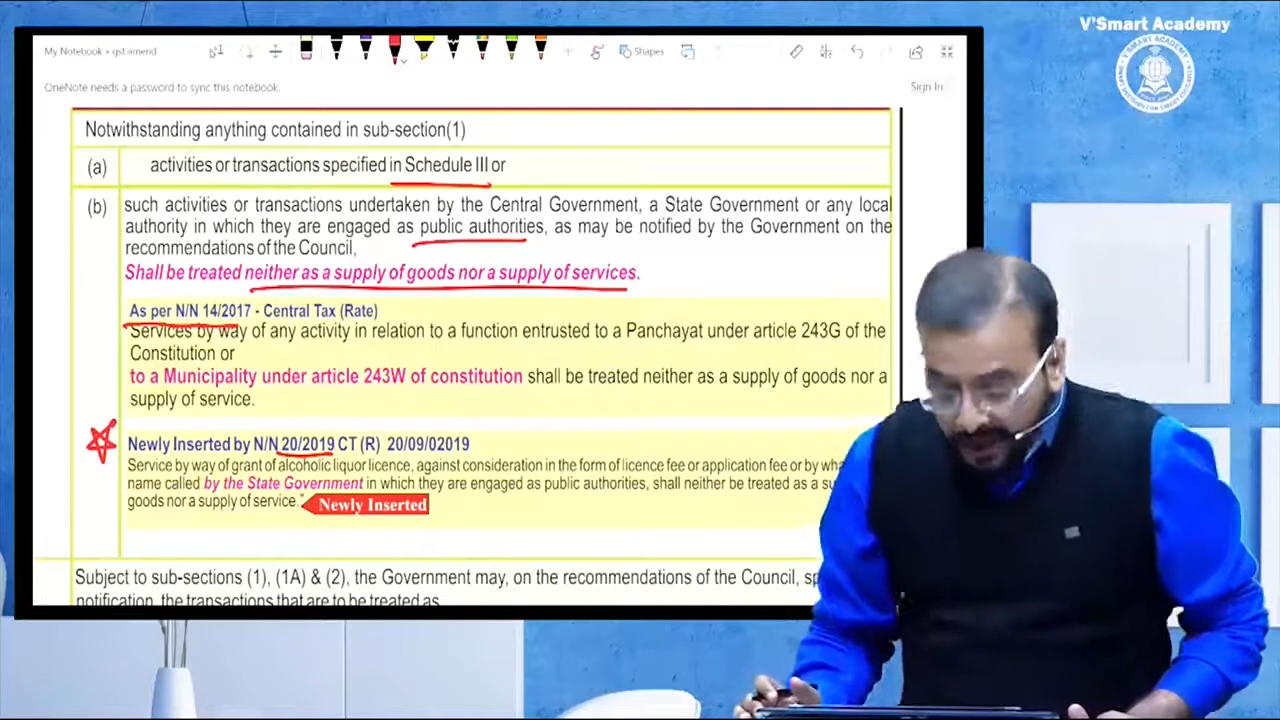 V'Smart Academy
My Notebook » gst amend
Shapes
OneNote needs a password to sync this notebook.
Sign In
Notwithstanding anything contained in sub-section(1)
(a) activities or transactions specified in Schedule III or
(b) such activities or transactions undertaken by the Central Government, a State Government or any local
authority in which they are engaged as public authorities, as may be notified by the Government on the
recommendations of the Council,
Shall be treated neither as a supply of goods nor a supply of services.
As per N/N 14/2017 - Central Tax (Rate)
Services by way of any activity in relation to a function entrusted to a Panchayat under article 243G of the
Constitution or
to a Municipality under article 243W of constitution shall be treated neither as a supply of goods nor a
supply of service.
Newly Inserted by N/N 20/2019 CT (R) 20/09/02019
Service by way of grant of alcoholic liquor licence, against consideration in the form of licence fee or application fee or by
name called by the State Government in which they are engaged as public authorities, shall neither be treated as a
goods nor a supply of service."
Newly Inserted
Subject to sub-sections (1), (1A) & (2), the Government may, on the recommendations of the Council,
notification, the transactions that are to be treated as